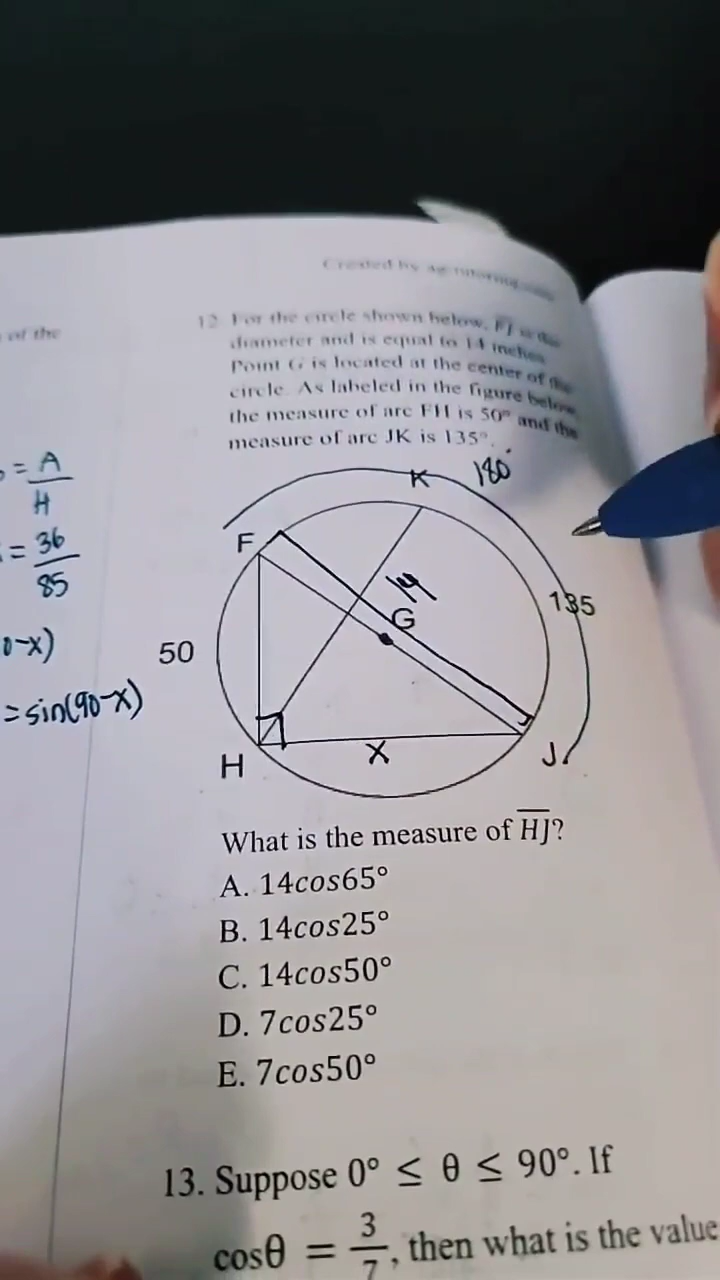 Created by
of the
12. For the circle shown below, FJ is the
diameter and is equal to 14 inches
Point G is located at the center of the
circle. As labeled in the figure below
the measure of arc FH is 50° and the
measure of arc JK is 135°.
= A
H
= 36
85
-x)
= sin(90-x)
K
180°
F
14
G
135
50
H
X
J
What is the measure of HJ?
A. 14cos65°
B. 14cos25°
C. 14cos50°
D. 7cos25°
E. 7cos50°
13. Suppose 0° ≤ θ ≤ 90°. If
cosθ = 3/7, then what is the value